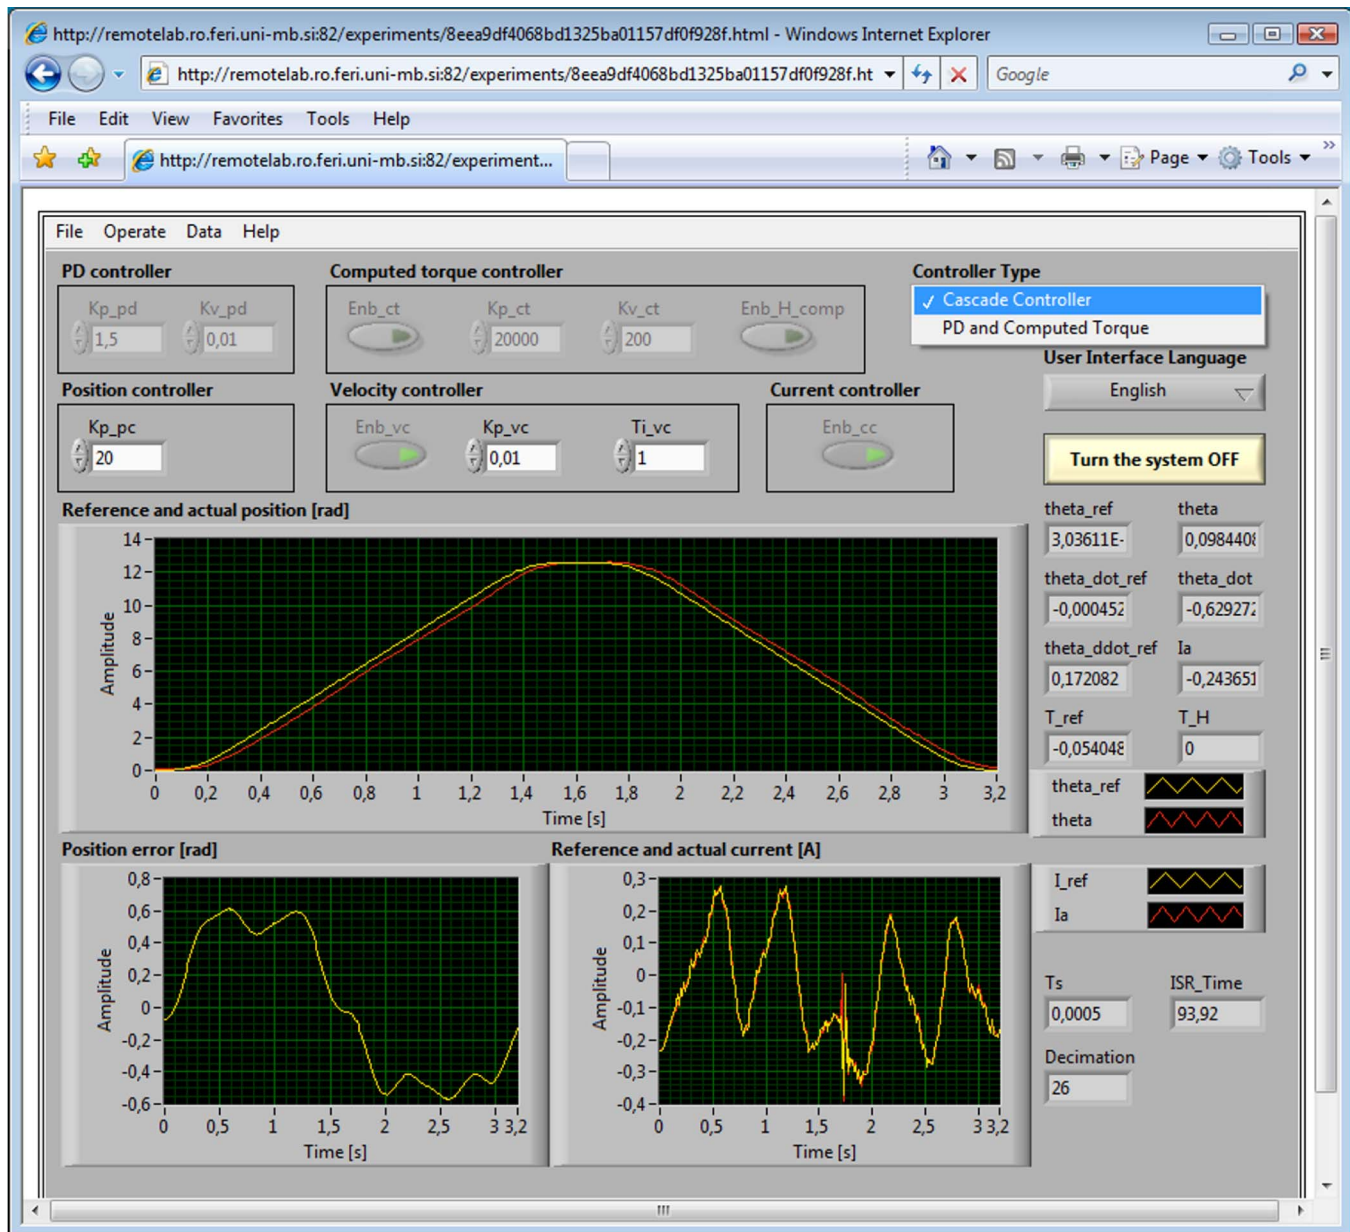 http://remotelab.ro.feri.uni-mb.si:82/experiments/8eea9df4068bd1325ba01157df0f928f.html - Windows Internet Explorer
http://remotelab.ro.feri.uni-mb.si:82/experiments/8eea9df4068bd1325ba01157df0f928f.ht Google
File Edit View Favorites Tools Help
http://remotelab.ro.feri.uni-mb.si:82/experiment... Page Tools
File Operate Data Help
PD controller Computed torque controller Controller Type
Kp_pd Kv_pd Enb_ct Kp_ct Kv_ct Enb_H_comp
✓ Cascade Controller
1,5 0,01 20000 200
PD and Computed Torque
User Interface Language
English
Position controller Velocity controller Current controller
Kp_pc Enb_vc Kp_vc Ti_vc Enb_cc
20 0,01 1
Turn the system OFF
Reference and actual position [rad]
14
12
10
8
6
4
2
0
Amplitude
0 0,2 0,4 0,6 0,8 1 1,2 1,4 1,6 1,8 2 2,2 2,4 2,6 2,8 3 3,2
Time [s]
theta_ref theta
3,03611E- 0,098440
theta_dot_ref theta_dot
-0,000452 -0,629272
theta_ddot_ref Ia
0,172082 -0,243651
T_ref T_H
-0,054048 0
theta_ref
theta
Position error [rad]
0,8
0,6
0,4
0,2
0
-0,2
-0,4
-0,6
Amplitude
0 0,5 1 1,5 2 2,5 3 3,2
Time [s]
Reference and actual current [A]
0,3
0,2
0,1
0
-0,1
-0,2
-0,3
-0,4
Amplitude
0 0,5 1 1,5 2 2,5 3 3,2
Time [s]
I_ref
Ia
Ts ISR_Time
0,0005 93,92
Decimation
26